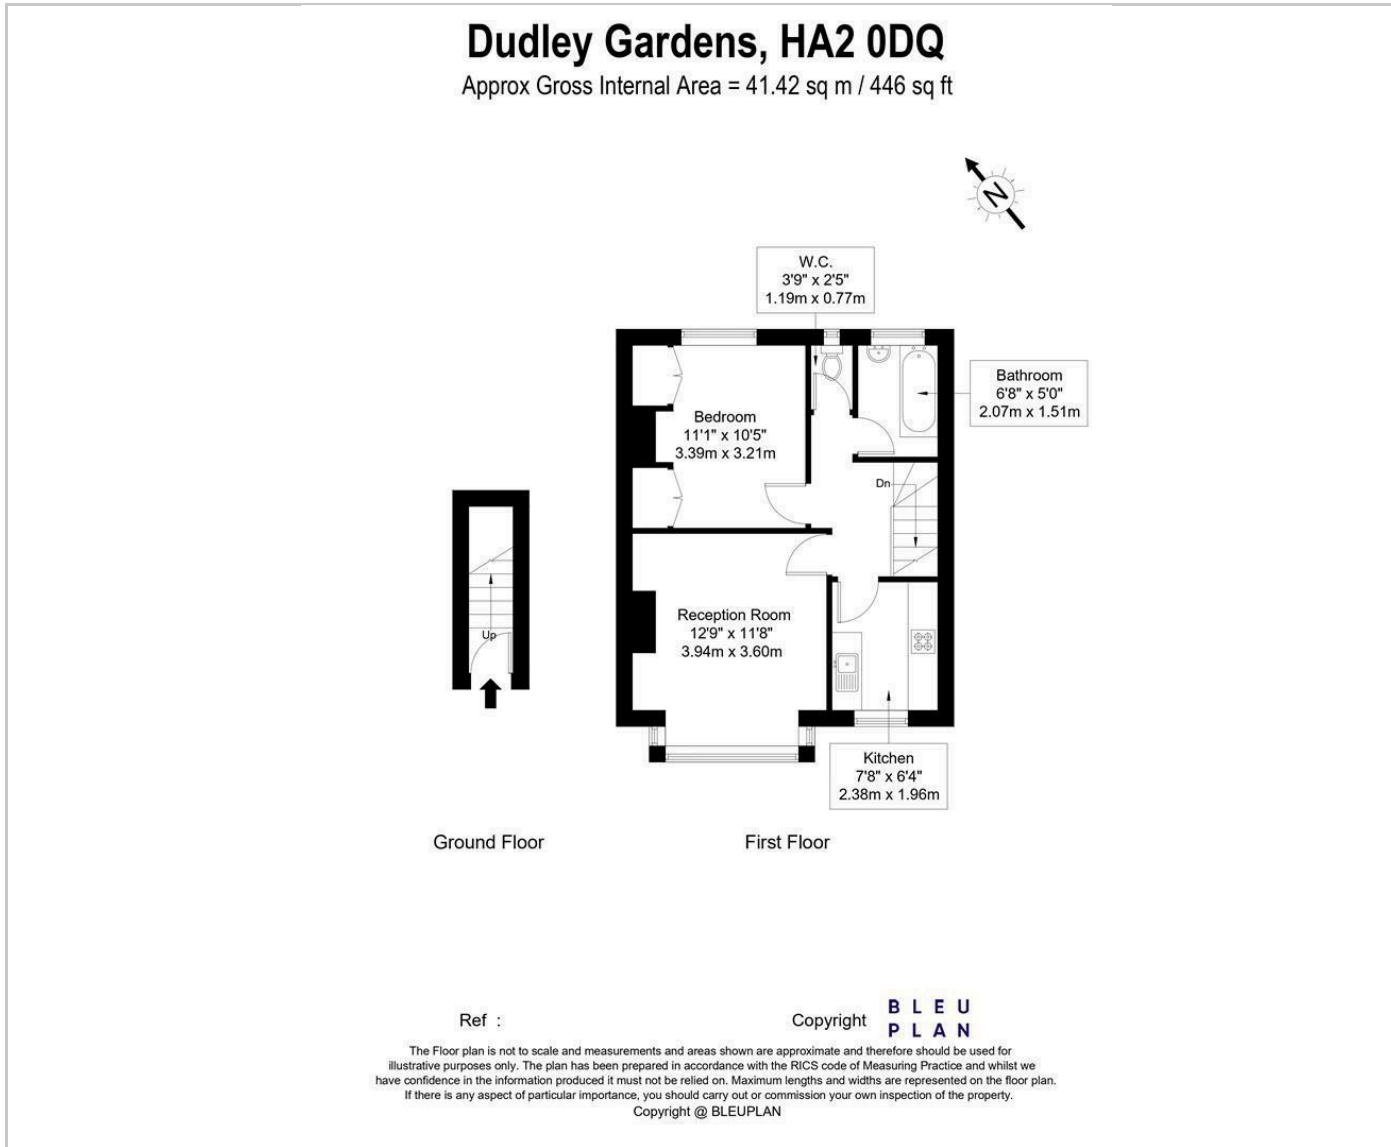 Dudley Gardens, HA2 0DQ
Approx Gross Internal Area = 41.42 sq m / 446 sq ft
N
W.C.
3'9" x 2'5"
1.19m x 0.77m
Bathroom
6'8" x 5'0"
2.07m x 1.51m
Bedroom
11'1" x 10'5"
3.39m x 3.21m
Dn
Up
Reception Room
12'9" x 11'8"
3.94m x 3.60m
Kitchen
7'8" x 6'4"
2.38m x 1.96m
Ground Floor
First Floor
Ref :
Copyright
BLEU
PLAN
The Floor plan is not to scale and measurements and areas shown are approximate and therefore should be used for
illustrative purposes only. The plan has been prepared in accordance with the RICS code of Measuring Practice and whilst we
have confidence in the information produced it must not be relied on. Maximum lengths and widths are represented on the floor plan.
If there is any aspect of particular importance, you should carry out or commission your own inspection of the property.
Copyright @ BLEUPLAN